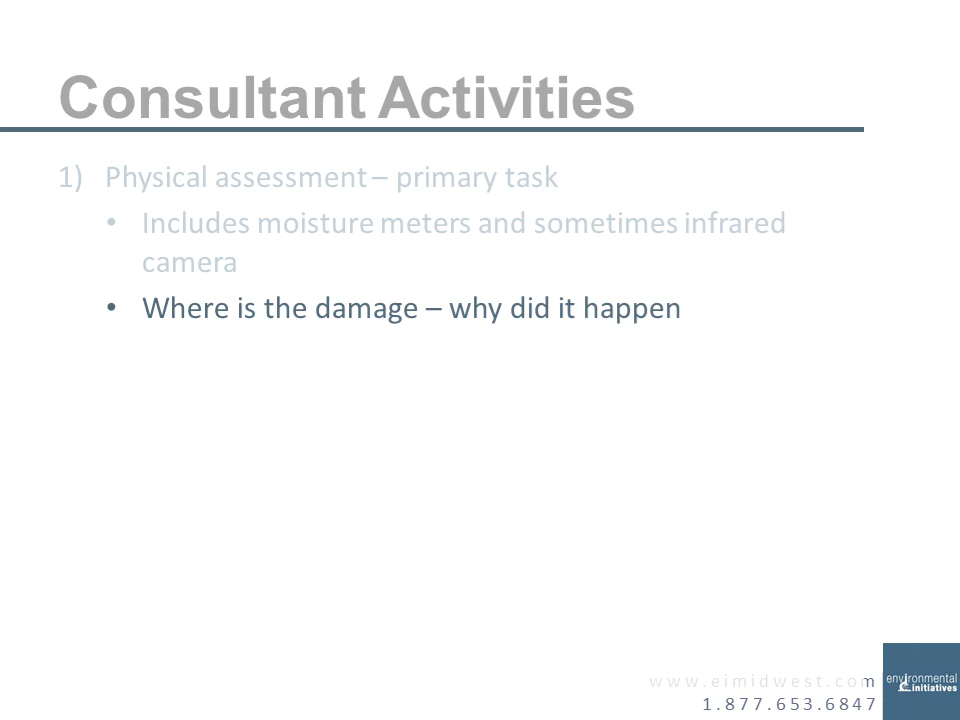 Consultant Activities
1) Physical assessment – primary task
• Includes moisture meters and sometimes infrared
camera
• Where is the damage – why did it happen
www.eimidwest.com
1.877.653.6847
environmental
initiatives